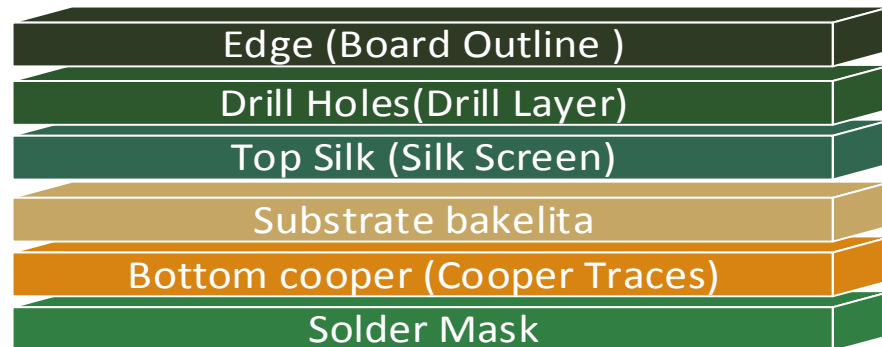 Edge (Board Outline )
Drill Holes(Drill Layer)
Top Silk (Silk Screen)
Substrate bakelita
Bottom cooper (Cooper Traces)
Solder Mask